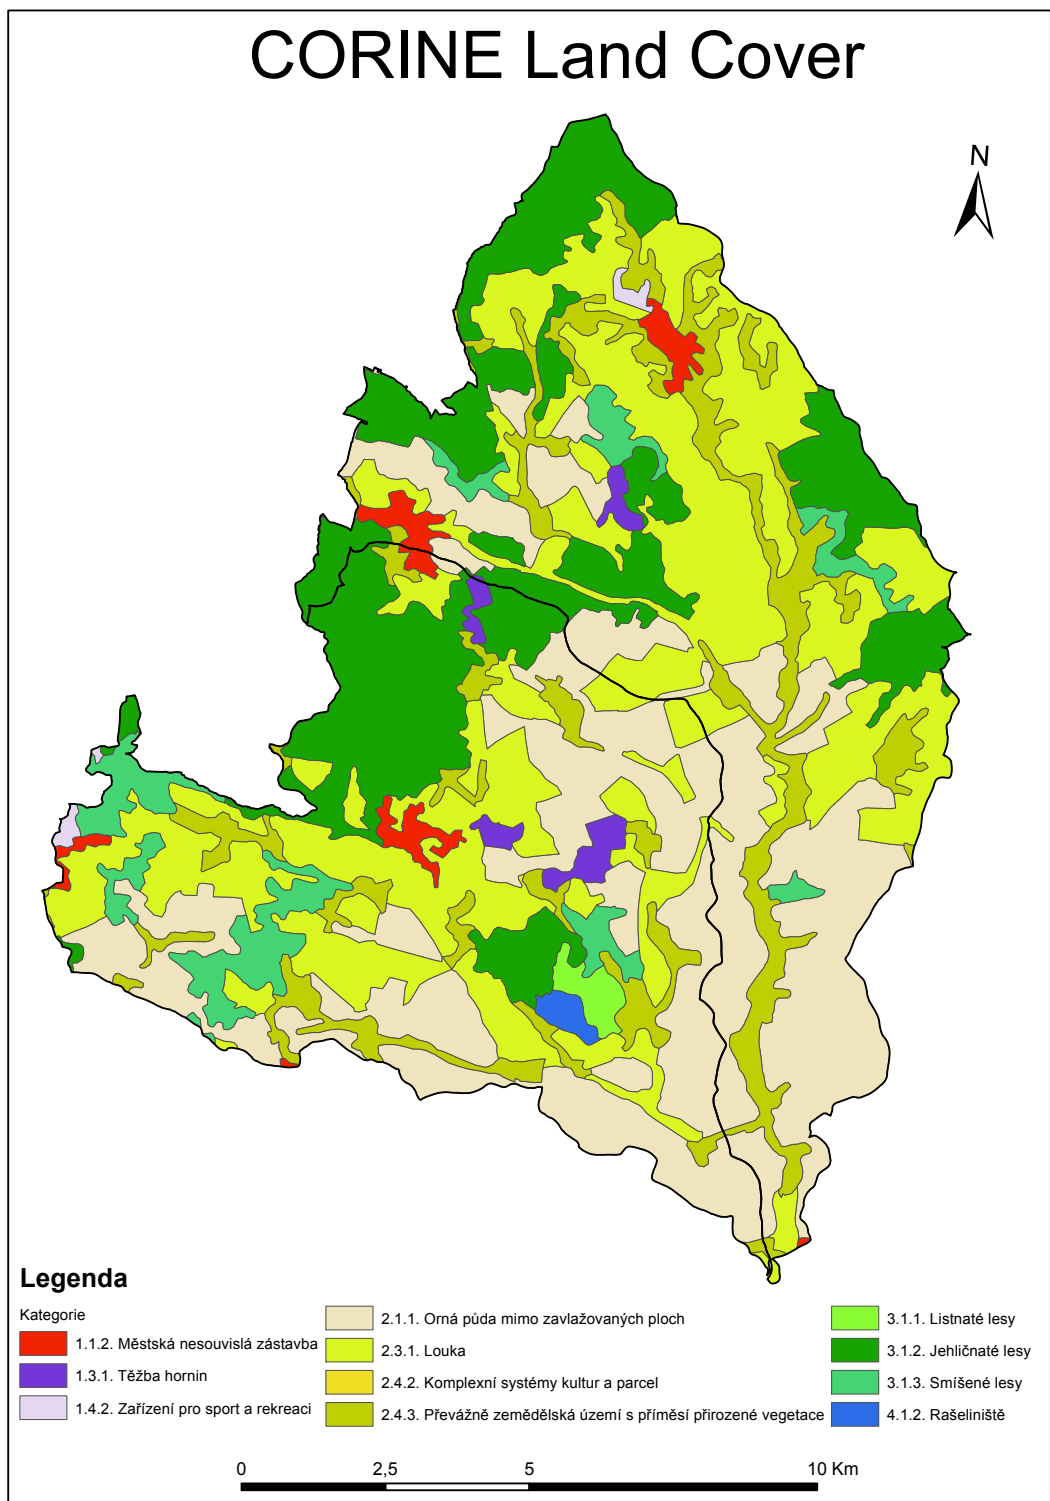 CORINE Land Cover
N
Legenda
Kategorie
1.1.2. Městská nesouvislá zástavba
1.3.1. Těžba hornin
1.4.2. Zařízení pro sport a rekreaci
2.1.1. Orná půda mimo zavlažovaných ploch
2.3.1. Louka
2.4.2. Komplexní systémy kultur a parcel
2.4.3. Převážně zemědělská území s příměsí přirozené vegetace
3.1.1. Listnaté lesy
3.1.2. Jehličnaté lesy
3.1.3. Smíšené lesy
4.1.2. Rašeliniště
0 2,5 5 10 Km